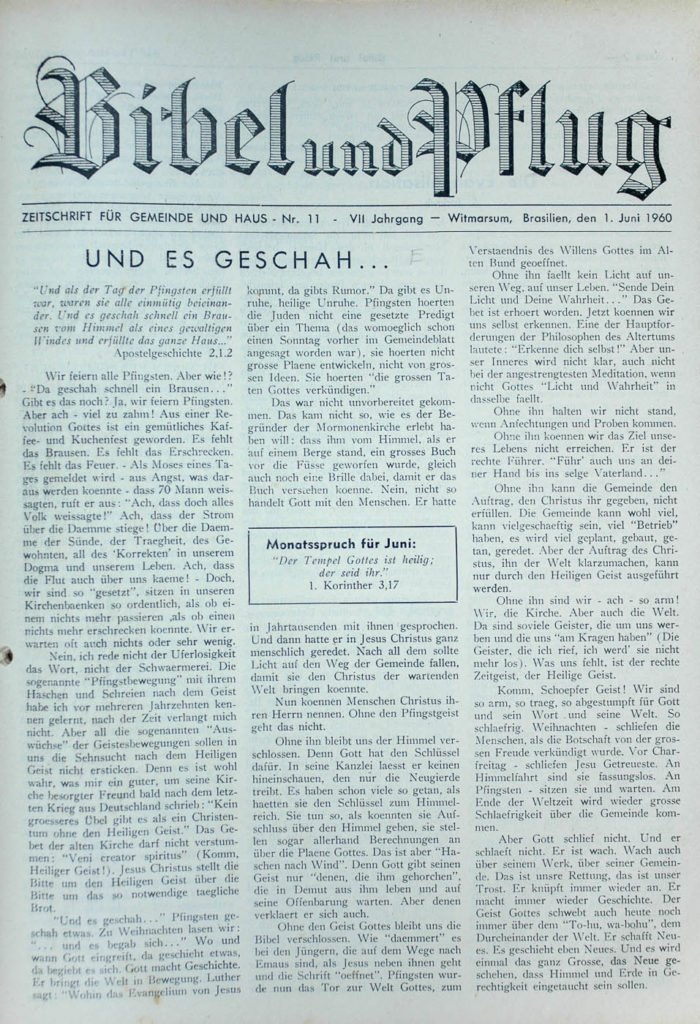 Bibel und Pflug
ZEITSCHRIFT FÜR GEMEINDE UND HAUS - Nr. 11 - VII Jahrgang — Witmarsum, Brasilien, den 1. Juni 1960
UND ES GESCHAH...
E
"Und als der Tag der Pfingsten erfüllt
war, waren sie alle einmütig beieinan-
der. Und es geschah schnell ein Brau-
sen vom Himmel als eines gewaltigen
Windes und erfüllte das ganze Haus..."
Apostelgeschichte 2,1.2
Wir feiern alle Pfingsten. Aber wie!?
- "Da geschah schnell ein Brausen..."
Gibt es das noch? Ja, wir feiern Pfingsten.
Aber ach - viel zu zahm! Aus einer Re-
volution Gottes ist ein gemütliches Kaf-
fee- und Kuchenfest geworden. Es fehlt
das Brausen. Es fehlt das Erschrecken.
Es fehlt das Feuer. - Als Moses eines Ta-
ges gemeldet wird - aus Angst, was dar-
aus werden koennte - dass 70 Mann weis-
sagten, ruft er aus: "Ach, dass doch alles
Volk weissagte!" Ach, dass der Strom
über die Daemme stiege! Über die Daem-
me der Sünde, der Traegheit, des Ge-
wohnten, all des 'Korrekten' in unserem
Dogma und unserem Leben. Ach, dass
die Flut auch über uns kaeme! - Doch,
wir sind so "gesetzt", sitzen in unseren
Kirchenbaenken so ordentlich, als ob ei-
nem nichts mehr passieren ,als ob einen
nichts mehr erschrecken koennte. Wir er-
warten oft auch nichts oder sehr wenig.
Nein, ich rede nicht der Uferlosigkeit
das Wort, nicht der Schwaermerei. Die
sogenannte "Pfingstbewegung" mit ihrem
Haschen und Schreien nach dem Geist
habe ich vor mehreren Jahrzehnten ken-
nen gelernt, nach der Zeit verlangt mich
nicht. Aber all die sogenannten "Aus-
wüchse" der Geistesbewegungen sollen in
uns die Sehnsucht nach dem Heiligen
Geist nicht ersticken. Denn es ist wohl
wahr, was mir ein guter, um seine Kir-
che besorgter Freund bald nach dem letz-
ten Krieg aus Deutschland schrieb: "Kein
groesseres Übel gibt es als ein Christen-
tum ohne den Heiligen Geist." Das Ge-
bet der alten Kirche darf nicht verstum-
men: "Veni creator spiritus" (Komm,
Heiliger Geist!). Jesus Christus stellt die
Bitte um den Heiligen Geist über die
Bitte um das so notwendige taegliche
Brot.
"Und es geschah..." Pfingsten ge-
schah etwas. Zu Weihnachten lasen wir:
"... und es begab sich..." Wo und
wann Gott eingreift, da geschieht etwas,
da begiebt es sich. Gott macht Geschichte.
Er bringt die Welt in Bewegung. Luther
sagt: "Wohin das Evangelium von Jesus
kommt, da gibts Rumor." Da gibt es Un-
ruhe, heilige Unruhe. Pfingsten hoerten
die Juden nicht eine gesetzte Predigt
über ein Thema (das womoeglich schon
einen Sonntag vorher im Gemeindeblatt
angesagt worden war), sie hoerten nicht
grosse Plaene entwickeln, nicht von gros-
sen Ideen. Sie hoerten "die grossen Ta-
ten Gottes verkündigen."
Das war nicht unvorbereitet gekom-
men. Das kam nicht so, wie es der Be-
gründer der Mormonenkirche erlebt ha-
ben will: dass ihm vom Himmel, als er
auf einem Berge stand, ein grosses Buch
vor die Füsse geworfen wurde, gleich
auch noch eine Brille dabei, damit er das
Buch verstehen koenne. Nein, nicht so
handelt Gott mit den Menschen. Er hatte
Monatsspruch für Juni:
"Der Tempel Gottes ist heilig;
der seid ihr."
1. Korinther 3,17
in Jahrtausenden mit ihnen gesprochen.
Und dann hatte er in Jesus Christus ganz
menschlich geredet. Nach all dem sollte
Licht auf den Weg der Gemeinde fallen,
damit sie den Christus der wartenden
Welt bringen koennte.
Nun koennen Menschen Christus ih-
ren Herrn nennen. Ohne den Pfingstgeist
geht das nicht.
Ohne ihn bleibt uns der Himmel ver-
schlossen. Denn Gott hat den Schlüssel
dafür. In seine Kanzlei laesst er keinen
hineinschauen, den nur die Neugierde
treibt. Es haben schon viele so getan, als
haetten sie den Schlüssel zum Himmel-
reich. Sie tun so, als koennten sie Auf-
schluss über den Himmel geben, sie stel-
len sogar allerhand Berechnungen an
über die Plaene Gottes. Das ist aber "Ha-
schen nach Wind". Denn Gott gibt seinen
Geist nur "denen, die ihm gehorchen",
die in Demut aus ihm leben und auf
seine Offenbarung warten. Aber denen
verklaert er sich auch.
Ohne den Geist Gottes bleibt uns die
Bibel verschlossen. Wie "daemmert" es
bei den Jüngern, die auf dem Wege nach
Emaus sind, als Jesus neben ihnen geht
und die Schrift "oeffnet". Pfingsten wur-
de nun das Tor zur Welt Gottes, zum
Verstaendnis des Willens Gottes im Al-
ten Bund geoeffnet.
Ohne ihn faellt kein Licht auf un-
seren Weg, auf unser Leben. "Sende Dein
Licht und Deine Wahrheit..." Das Ge-
bet ist erhoert worden. Jetzt koennen wir
uns selbst erkennen. Eine der Hauptfor-
derungen der Philosophen des Altertums
lautete: "Erkenne dich selbst!" Aber un-
ser Inneres wird nicht klar, auch nicht
bei der angestrengtesten Meditation, wenn
nicht Gottes "Licht und Wahrheit" in
dasselbe faellt.
Ohne ihn halten wir nicht stand,
wenn Anfechtungen und Proben kommen.
Ohne ihn koennen wir das Ziel unse-
res Lebens nicht erreichen. Er ist der
rechte Führer. "Führ' auch uns an dei-
ner Hand bis ins selge Vaterland..."
Ohne ihn kann die Gemeinde den
Auftrag, den Christus ihr gegeben, nicht
erfüllen. Die Gemeinde kann wohl viel,
kann vielgeschaeftig sein, viel "Betrieb"
haben, es wird viel geplant, gebaut, ge-
tan, geredet. Aber der Auftrag des Chri-
stus, ihn der Welt klarzumachen, kann
nur durch den Heiligen Geist ausgeführt
werden.
Ohne ihn sind wir - ach - so arm!
Wir, die Kirche. Aber auch die Welt.
Da sind soviele Geister, die um uns wer-
ben und die uns "am Kragen haben" (Die
Geister, die ich rief, ich werd' sie nicht
mehr los). Was uns fehlt, ist der rechte
Zeitgeist, der Heilige Geist.
Komm, Schoepfer Geist! Wir sind
so arm, so traeg, so abgestumpft für Gott
und sein Wort und seine Welt. So
schlaefrig. Weihnachten - schliefen die
Menschen, als die Botschaft von der gros-
sen Freude verkündigt wurde. Vor Char-
freitag - schliefen Jesu Getreueste. An
Himmelfahrt sind sie fassungslos. An
Pfingsten - sitzen sie und warten. Am
Ende der Weltzeit wird wieder grosse
Schlaefrigkeit über die Gemeinde kom-
men.
Aber Gott schlief nicht. Und er
schlaeft nicht. Er ist wach. Wach auch
über seinem Werk, über seiner Gemein-
de. Das ist unsre Rettung, das ist unser
Trost. Er knüpft immer wieder an. Er
macht immer wieder Geschichte. Der
Geist Gottes schwebt auch heute noch
immer über dem "To-hu, wa-bohu", dem
Durcheinander der Welt. Er schafft Neu-
es. Es geschieht eben Neues. Und es wird
einmal das ganz Grosse, das Neue ge-
schehen, dass Himmel und Erde in Ge-
rechtigkeit eingetaucht sein sollen.